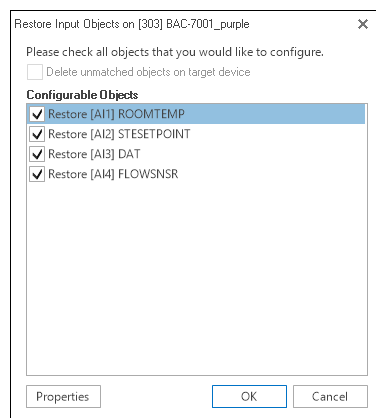 Restore Input Objects on [303] BAC-7001_purple
Please check all objects that you would like to configure.
Delete unmatched objects on target device
Configurable Objects
Restore [AI1] ROOMTEMP
Restore [AI2] STESETPOINT
Restore [AI3] DAT
Restore [AI4] FLOWSNSR
Properties OK Cancel